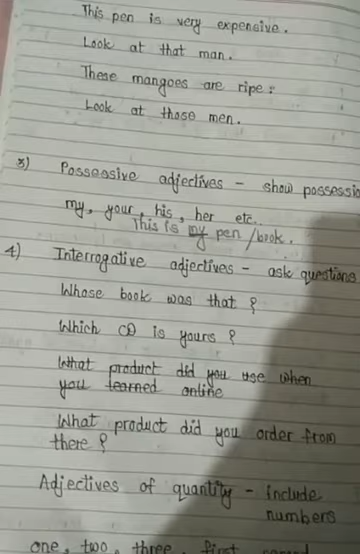 This pen is very expensive.
Look at that man.
These mangoes are ripe:
Look at those men.
3) Possessive adjectives - show possessio
my, your, his, her etc.
This is my pen/book.
4) Interrogative adjectives - ask questions
Whose book was that ?
Which CD is yours ?
What product did you use when
you learned online
What product did you order from
there ?
Adjectives of quantity - include
numbers
one, two, three, first